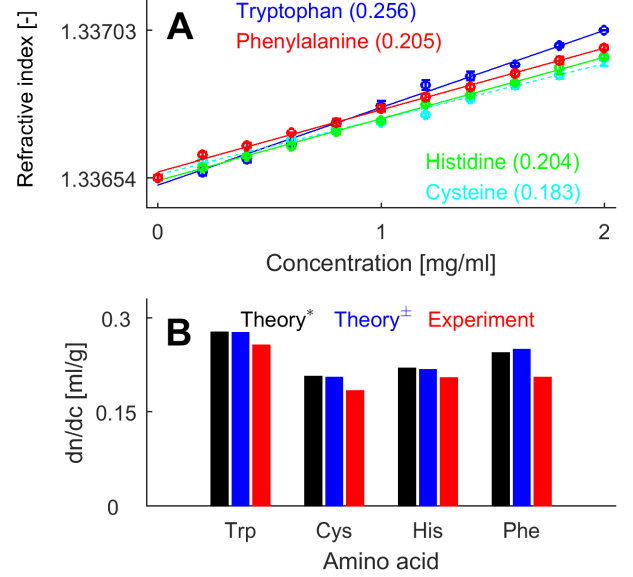 A
Tryptophan (0.256)
Phenylalanine (0.205)
1.33703
1.33654
Refractive index [-]
Histidine (0.204)
Cysteine (0.183)
0 1 2
Concentration [mg/ml]
B
Theory* Theory± Experiment
0.3
0.15
0
dn/dc [ml/g]
Trp Cys His Phe
Amino acid